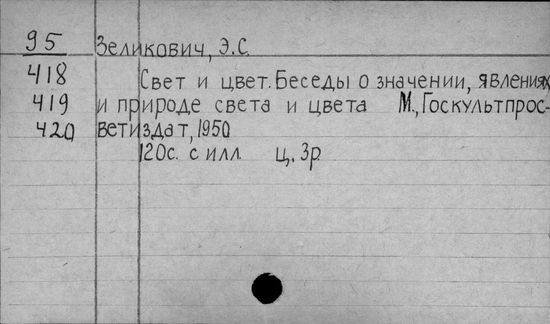 95 Зеликович, Э.С.
418 Свет и цвет. Беседы о значении, явлениях
419 и природе света и цвета М., Госкультпрос-
420 ветиздат, 1950
120с. с илл. ц. 3р.